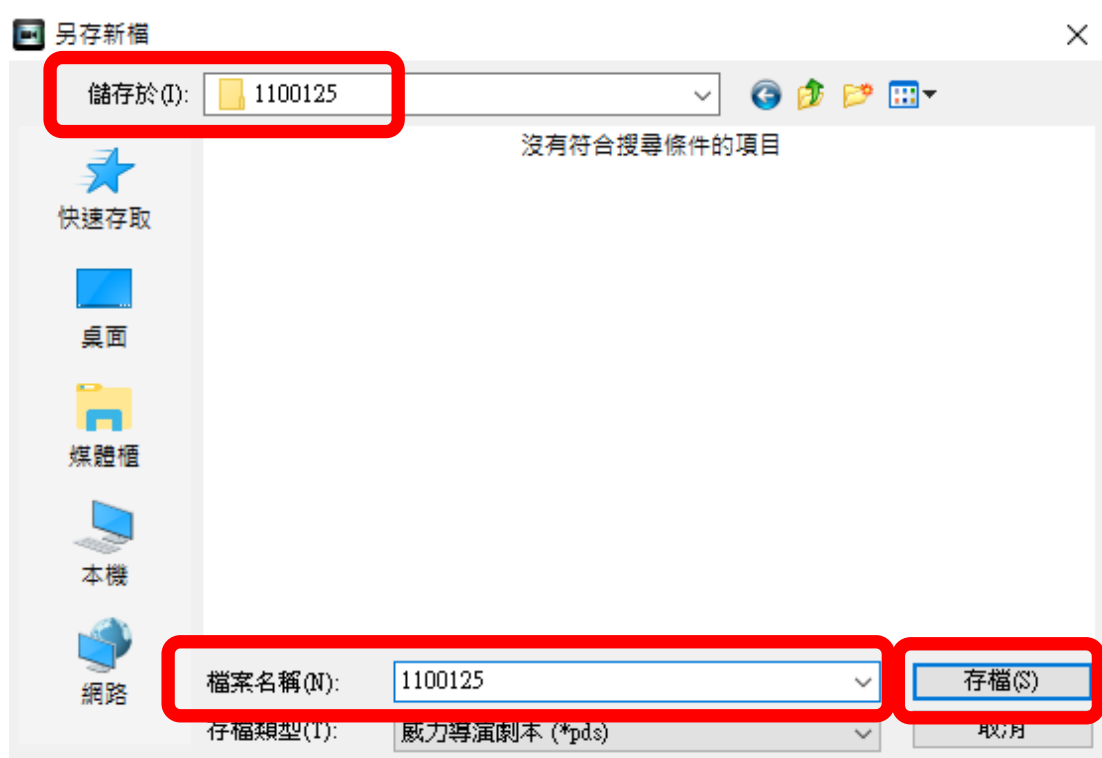 另存新檔
儲存於(I): 1100125
沒有符合搜尋條件的項目
快速存取
桌面
媒體櫃
本機
網路
檔案名稱(N): 1100125 存檔(S)
存檔類型(T): 威力導演劇本 (*pds) 取消